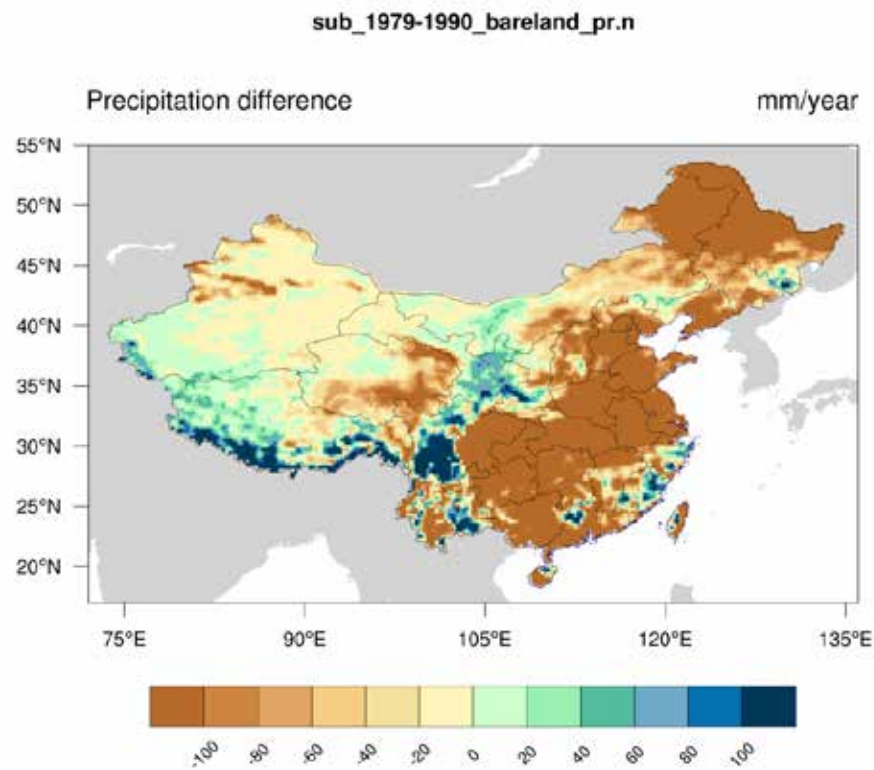 sub_1979-1990_bareland_pr.n
Precipitation difference mm/year
55°N
50°N
45°N
40°N
35°N
30°N
25°N
20°N
75°E 90°E 105°E 120°E 135°E
-100 -80 -60 -40 -20 0 20 40 60 80 100